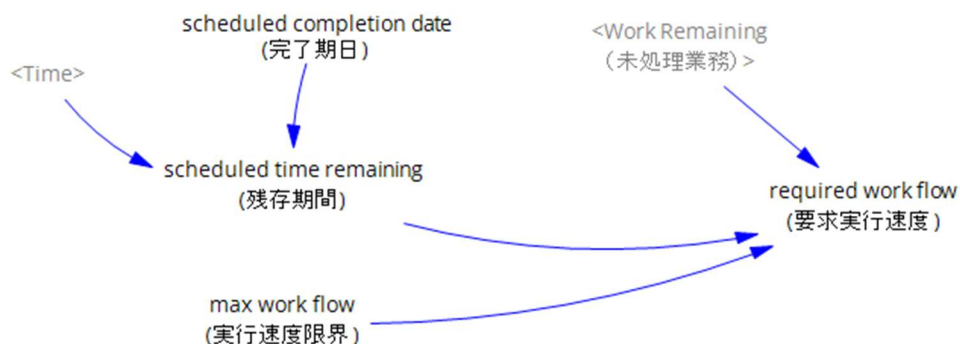 scheduled completion date
(完了期日)
<Time>
<Work Remaining
(未処理業務)>
scheduled time remaining
(残存期間)
required work flow
(要求実行速度)
max work flow
(実行速度限界)